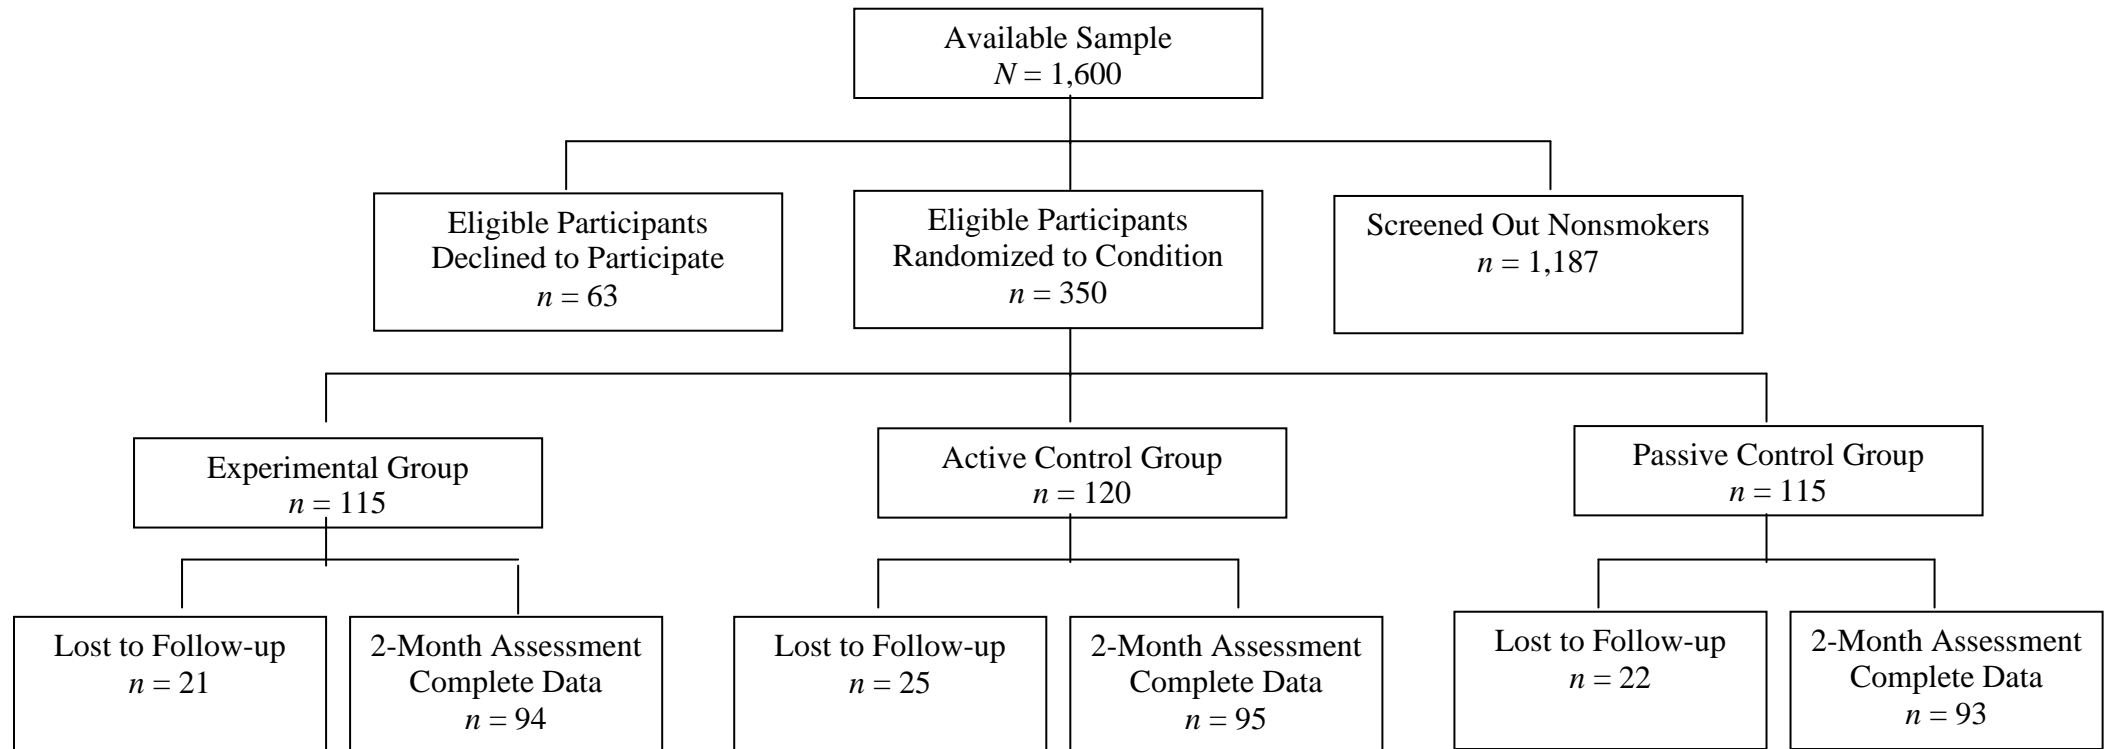 Available Sample
N = 1,600
Eligible Participants
Declined to Participate
n = 63
Eligible Participants
Randomized to Condition
n = 350
Screened Out Nonsmokers
n = 1,187
Experimental Group
n = 115
Active Control Group
n = 120
Passive Control Group
n = 115
Lost to Follow-up
n = 21
2-Month Assessment
Complete Data
n = 94
Lost to Follow-up
n = 25
2-Month Assessment
Complete Data
n = 95
Lost to Follow-up
n = 22
2-Month Assessment
Complete Data
n = 93